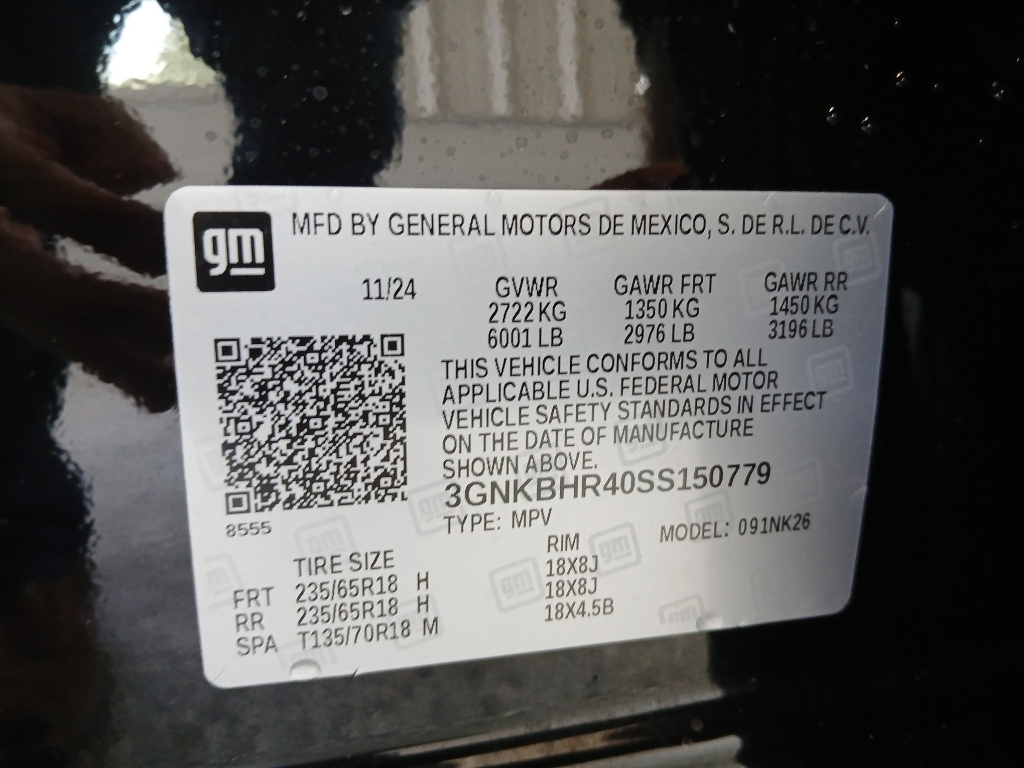 gm
MFD BY GENERAL MOTORS DE MEXICO, S. DE R.L. DE C.V.
11/24 GVWR GAWR FRT GAWR RR
2722 KG 1350 KG 1450 KG
6001 LB 2976 LB 3196 LB
THIS VEHICLE CONFORMS TO ALL
APPLICABLE U.S. FEDERAL MOTOR
VEHICLE SAFETY STANDARDS IN EFFECT
ON THE DATE OF MANUFACTURE
SHOWN ABOVE.
3GNKBHR40SS150779
8555
TYPE: MPV MODEL: 091NK26
TIRE SIZE RIM
FRT 235/65R18 H 18X8J
RR 235/65R18 H 18X8J
SPA T135/70R18 M 18X4.5B